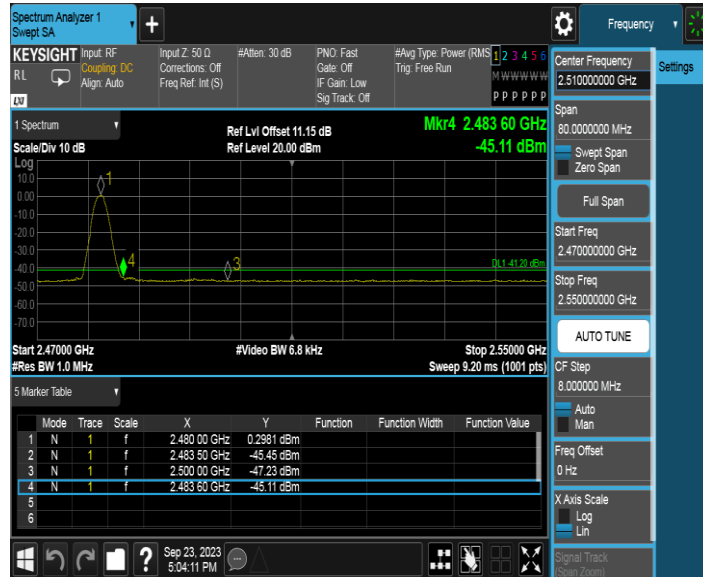 Spectrum Analyzer 1
Swept SA
+
Frequency
KEYSIGHT
RL
LXI
Input: RF
Coupling: DC
Align: Auto
Input Z: 50 Ω
Corrections: Off
Freq Ref: Int (S)
#Atten: 30 dB
PNO: Fast
Gate: Off
IF Gain: Low
Sig Track: Off
#Avg Type: Power (RMS
Trig: Free Run
1 2 3 4 5 6
M W W W W W
P P P P P P
1 Spectrum
Scale/Div 10 dB
Ref Lvl Offset 11.15 dB
Ref Level 20.00 dBm
Mkr4 2.483 60 GHz
-45.11 dBm
Log
10.0
0.00
-10.0
-20.0
-30.0
-40.0
-50.0
-60.0
-70.0
1
4
3
DL1 -41.20 dBm
Start 2.47000 GHz
#Res BW 1.0 MHz
#Video BW 6.8 kHz
Stop 2.55000 GHz
Sweep 9.20 ms (1001 pts)
5 Marker Table
Mode Trace Scale X Y Function Function Width Function Value
1 N 1 f 2.480 00 GHz 0.2981 dBm
2 N 1 f 2.483 50 GHz -45.45 dBm
3 N 1 f 2.500 00 GHz -47.23 dBm
4 N 1 f 2.483 60 GHz -45.11 dBm
5
6
Sep 23, 2023
5:04:11 PM
?
Center Frequency
2.510000000 GHz
Span
80.0000000 MHz
Swept Span
Zero Span
Full Span
Start Freq
2.470000000 GHz
Stop Freq
2.550000000 GHz
AUTO TUNE
CF Step
8.000000 MHz
Auto
Man
Freq Offset
0 Hz
X Axis Scale
Log
Lin
Signal Track
(Span Zoom)
Settings